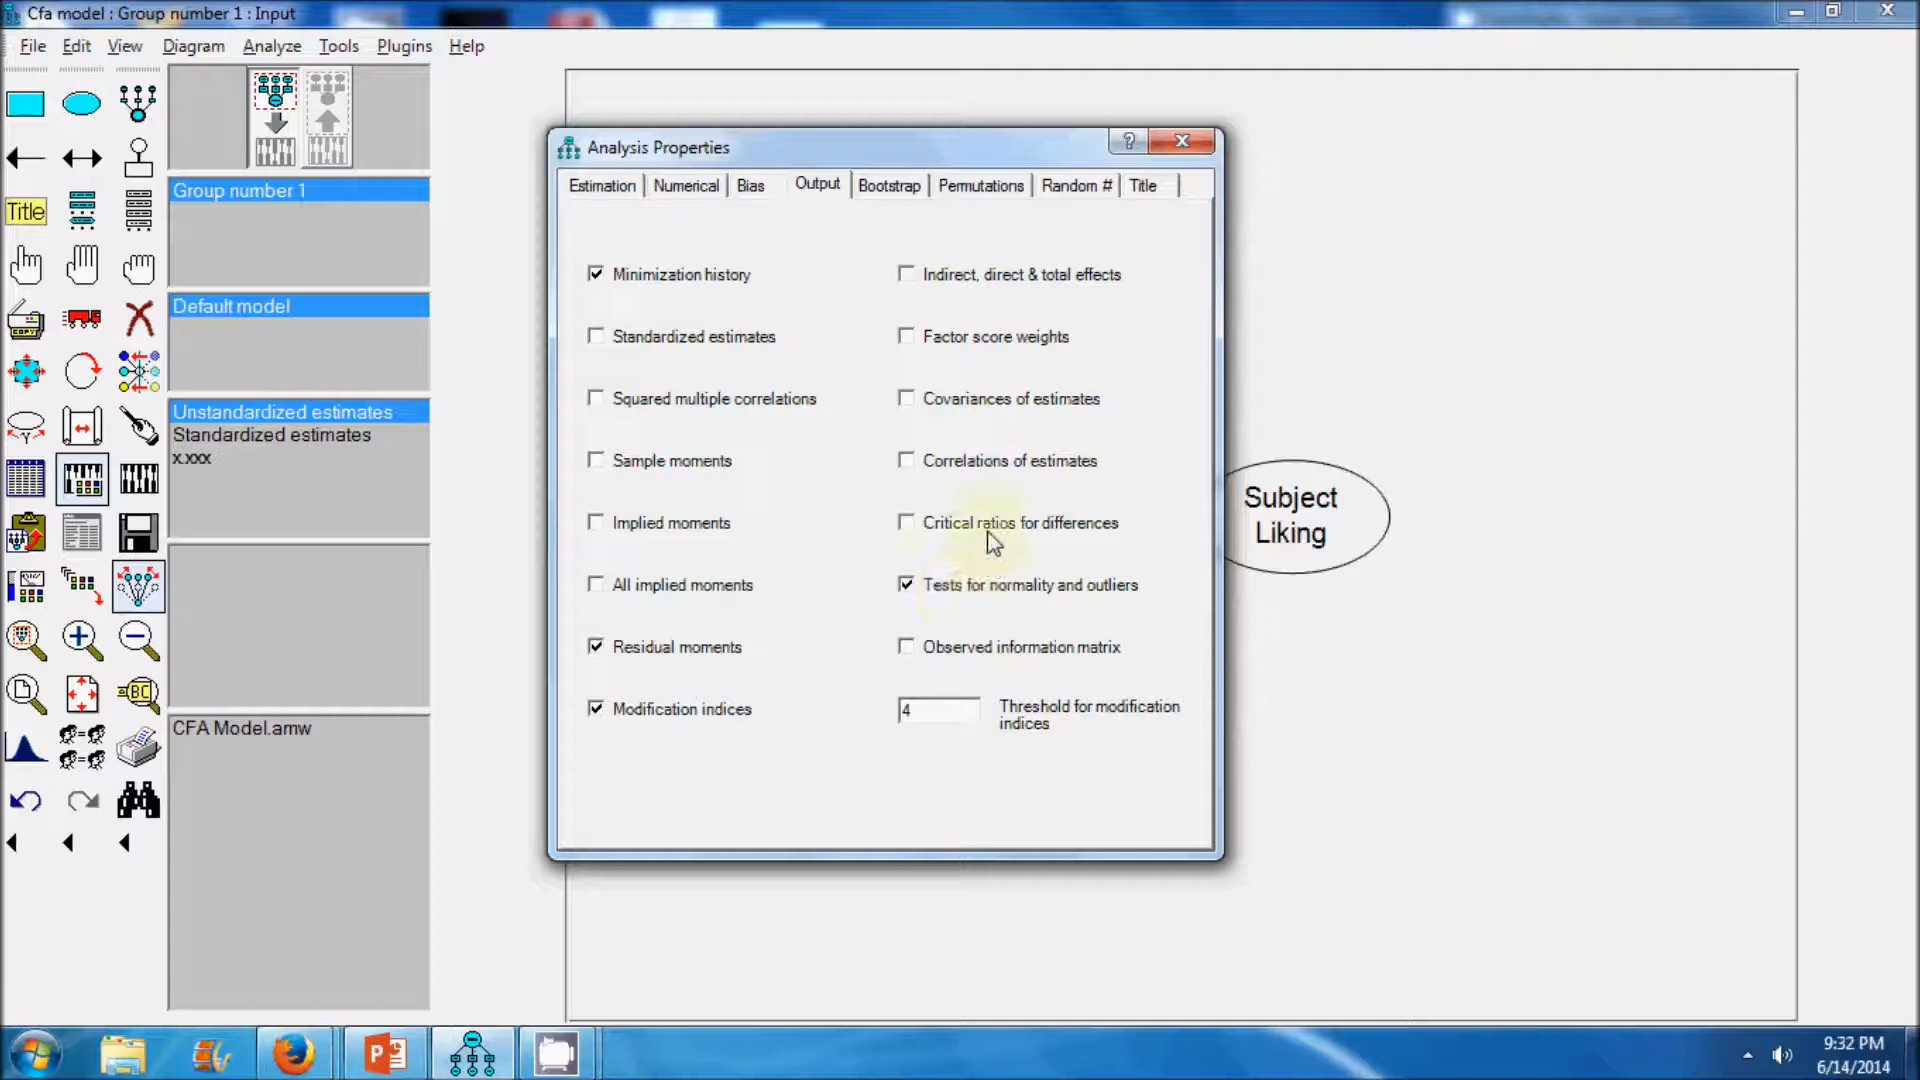 Cfa model : Group number 1 : Input
File Edit View Diagram Analyze Tools Plugins Help
Title
Group number 1
Default model
Unstandardized estimates
Standardized estimates
x.xxx
CFA Model.amw
COPY
BC
Analysis Properties
?
Estimation Numerical Bias Output Bootstrap Permutations Random # Title
Minimization history
Indirect, direct & total effects
Standardized estimates
Factor score weights
Squared multiple correlations
Covariances of estimates
Sample moments
Correlations of estimates
Implied moments
Critical ratios for differences
All implied moments
Tests for normality and outliers
Residual moments
Observed information matrix
Modification indices
4
Threshold for modification
indices
Subject
Liking
9:32 PM
6/14/2014